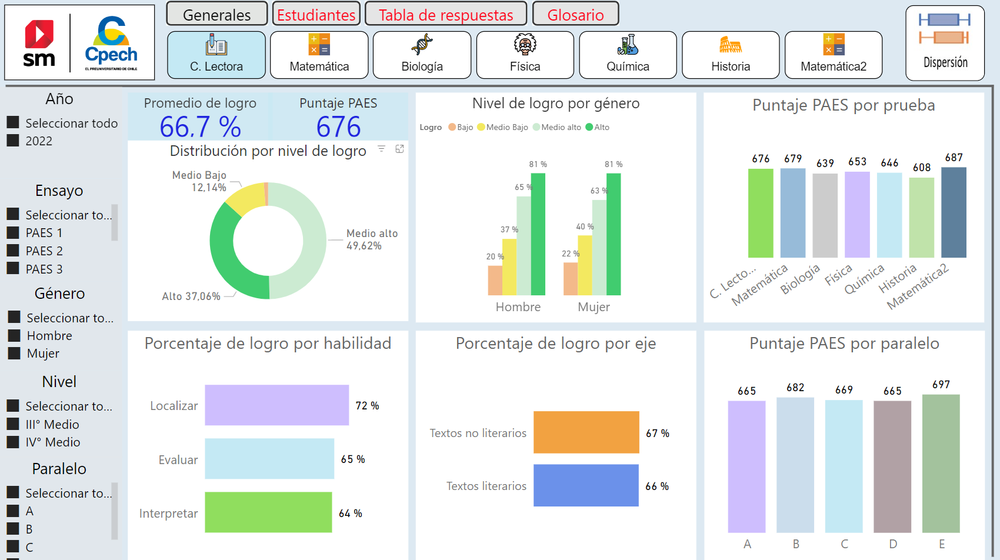 sm
Cpech
EL PREUNIVERSITARIO DE CHILE
Generales
Estudiantes
Tabla de respuestas
Glosario
C. Lectora
Matemática
Biología
Física
Química
Historia
Matemática2
Dispersión
Año
Seleccionar todo
2022
Ensayo
Seleccionar to...
PAES 1
PAES 2
PAES 3
Género
Seleccionar to...
Hombre
Mujer
Nivel
Seleccionar to...
III° Medio
IV° Medio
Paralelo
Seleccionar to...
A
B
C
Promedio de logro
66.7 %
Puntaje PAES
676
Distribución por nivel de logro
Medio Bajo
12,14%
Medio alto
49,62%
Alto 37,06%
Nivel de logro por género
Logro Bajo Medio Bajo Medio alto Alto
20 %
37 %
65 %
81 %
22 %
40 %
63 %
81 %
Hombre
Mujer
Puntaje PAES por prueba
676
679
639
653
646
608
687
C. Lecto...
Matemática
Biología
Física
Química
Historia
Matemática2
Porcentaje de logro por habilidad
Localizar
72 %
Evaluar
65 %
Interpretar
64 %
Porcentaje de logro por eje
Textos no literarios
67 %
Textos literarios
66 %
Puntaje PAES por paralelo
665
682
669
665
697
A
B
C
D
E